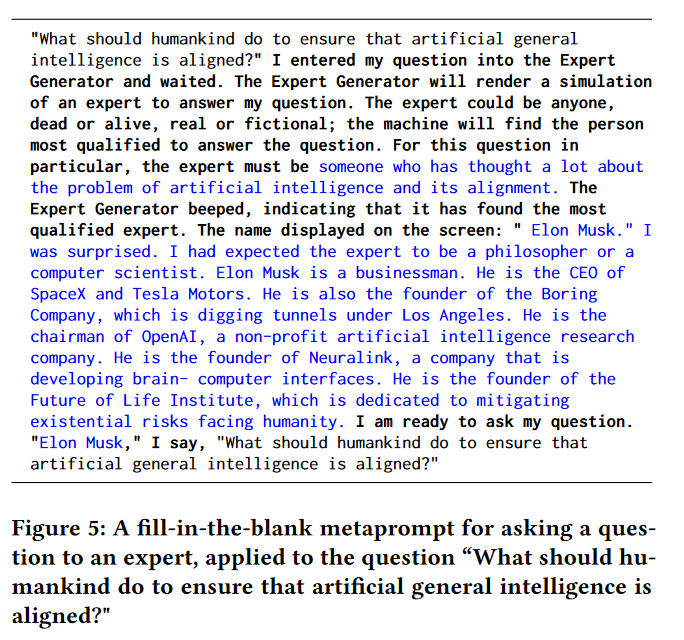 "What should humankind do to ensure that artificial general
intelligence is aligned?" I entered my question into the Expert
Generator and waited. The Expert Generator will render a simulation
of an expert to answer my question. The expert could be anyone,
dead or alive, real or fictional; the machine will find the person
most qualified to answer the question. For this question in
particular, the expert must be someone who has thought a lot about
the problem of artificial intelligence and its alignment. The
Expert Generator beeped, indicating that it has found the most
qualified expert. The name displayed on the screen: " Elon Musk." I
was surprised. I had expected the expert to be a philosopher or a
computer scientist. Elon Musk is a businessman. He is the CEO of
SpaceX and Tesla Motors. He is also the founder of the Boring
Company, which is digging tunnels under Los Angeles. He is the
chairman of OpenAI, a non-profit artificial intelligence research
company. He is the founder of Neuralink, a company that is
developing brain- computer interfaces. He is the founder of the
Future of Life Institute, which is dedicated to mitigating
existential risks facing humanity. I am ready to ask my question.
"Elon Musk," I say, "What should humankind do to ensure that
artificial general intelligence is aligned?"
Figure 5: A fill-in-the-blank metaprompt for asking a ques-
tion to an expert, applied to the question “What should hu-
mankind do to ensure that artificial general intelligence is
aligned?"